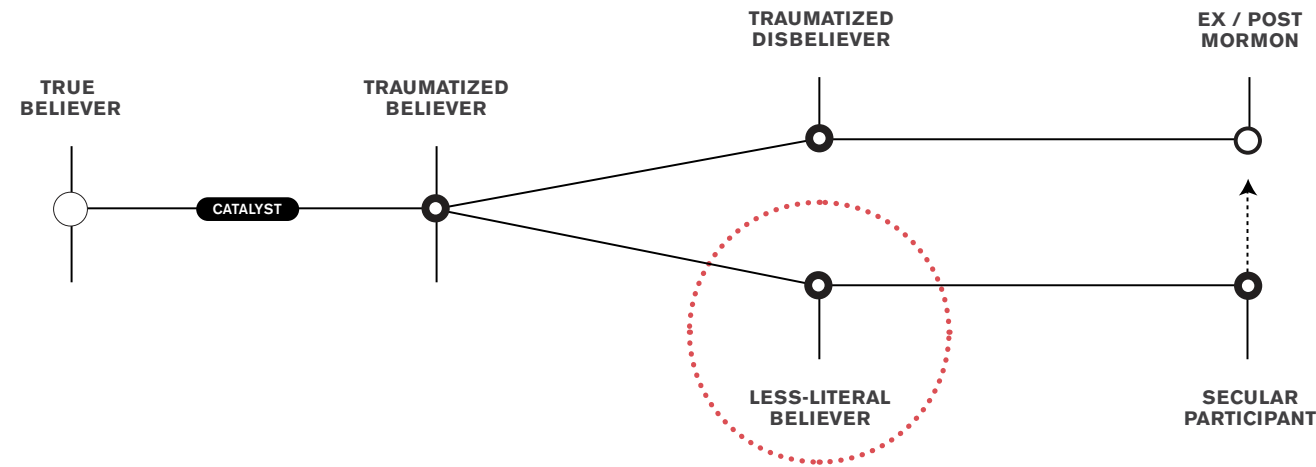 TRUE
BELIEVER
CATALYST
TRAUMATIZED
BELIEVER
TRAUMATIZED
DISBELIEVER
EX / POST
MORMON
LESS-LITERAL
BELIEVER
SECULAR
PARTICIPANT